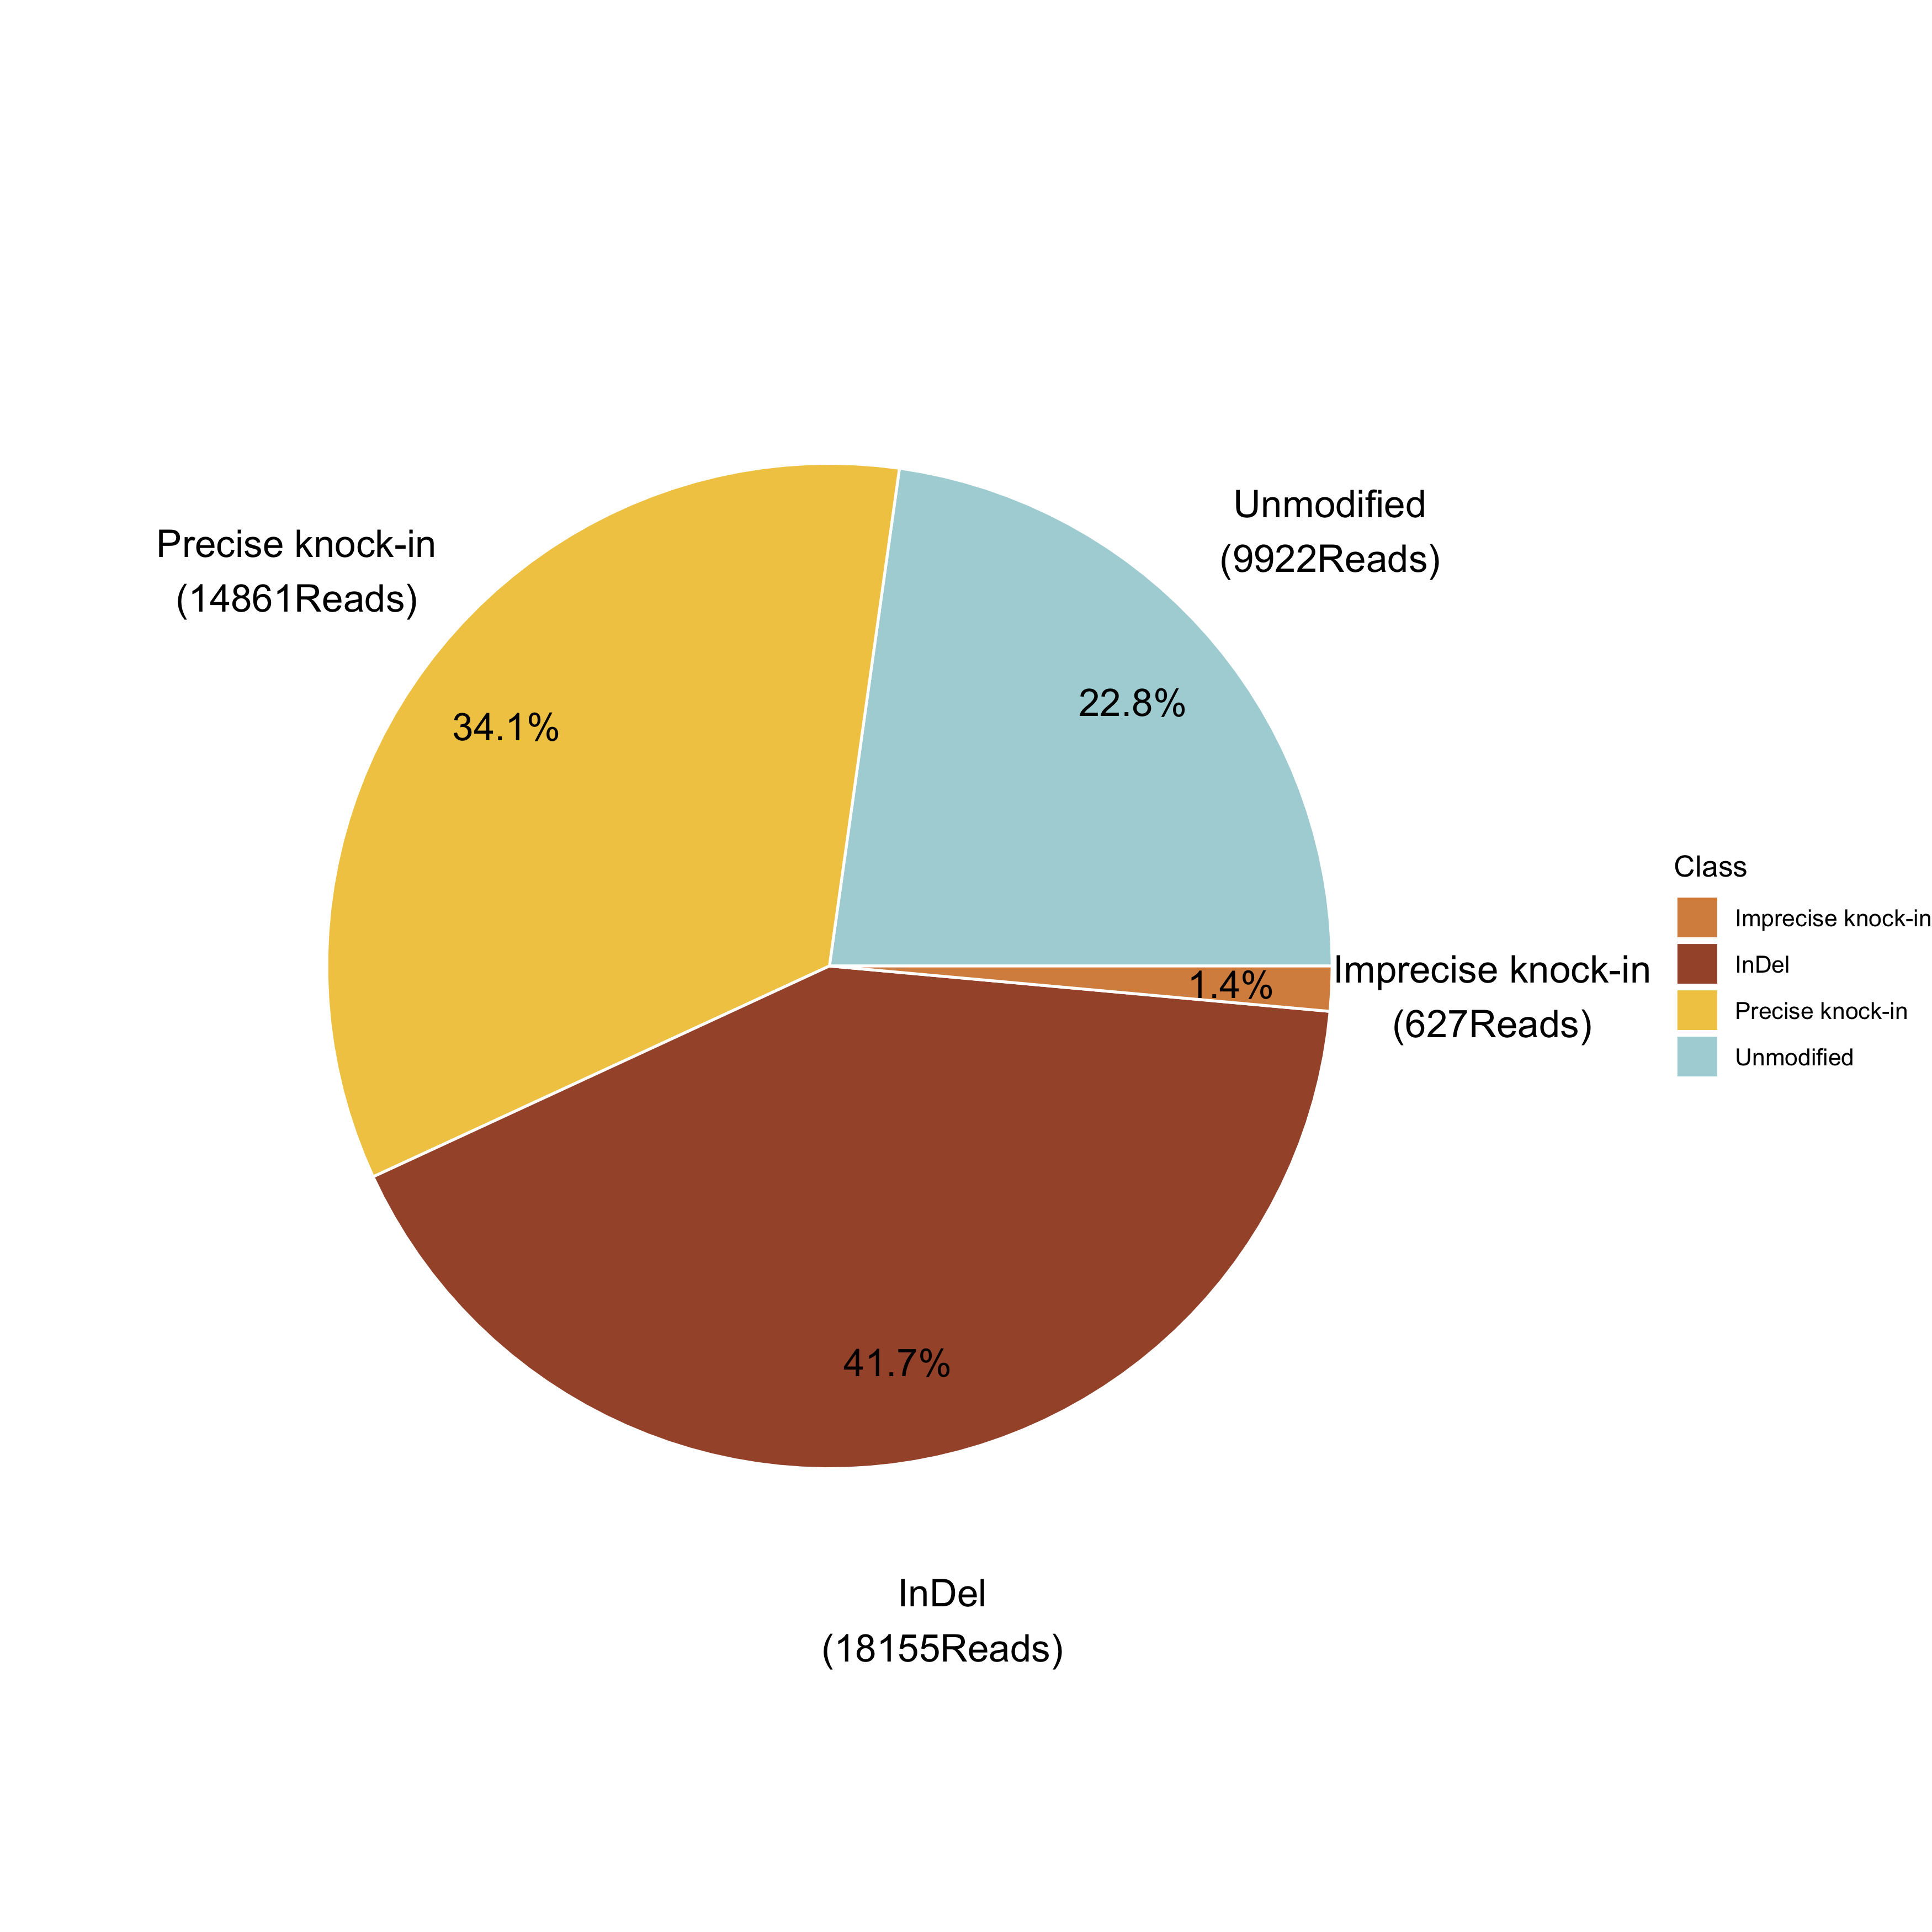 Unmodified
(9922Reads)
Precise knock-in
(14861Reads)
22.8%
34.1%
Imprecise knock-in
(627Reads)
1.4%
41.7%
InDel
(18155Reads)
Class
Imprecise knock-in
InDel
Precise knock-in
Unmodified